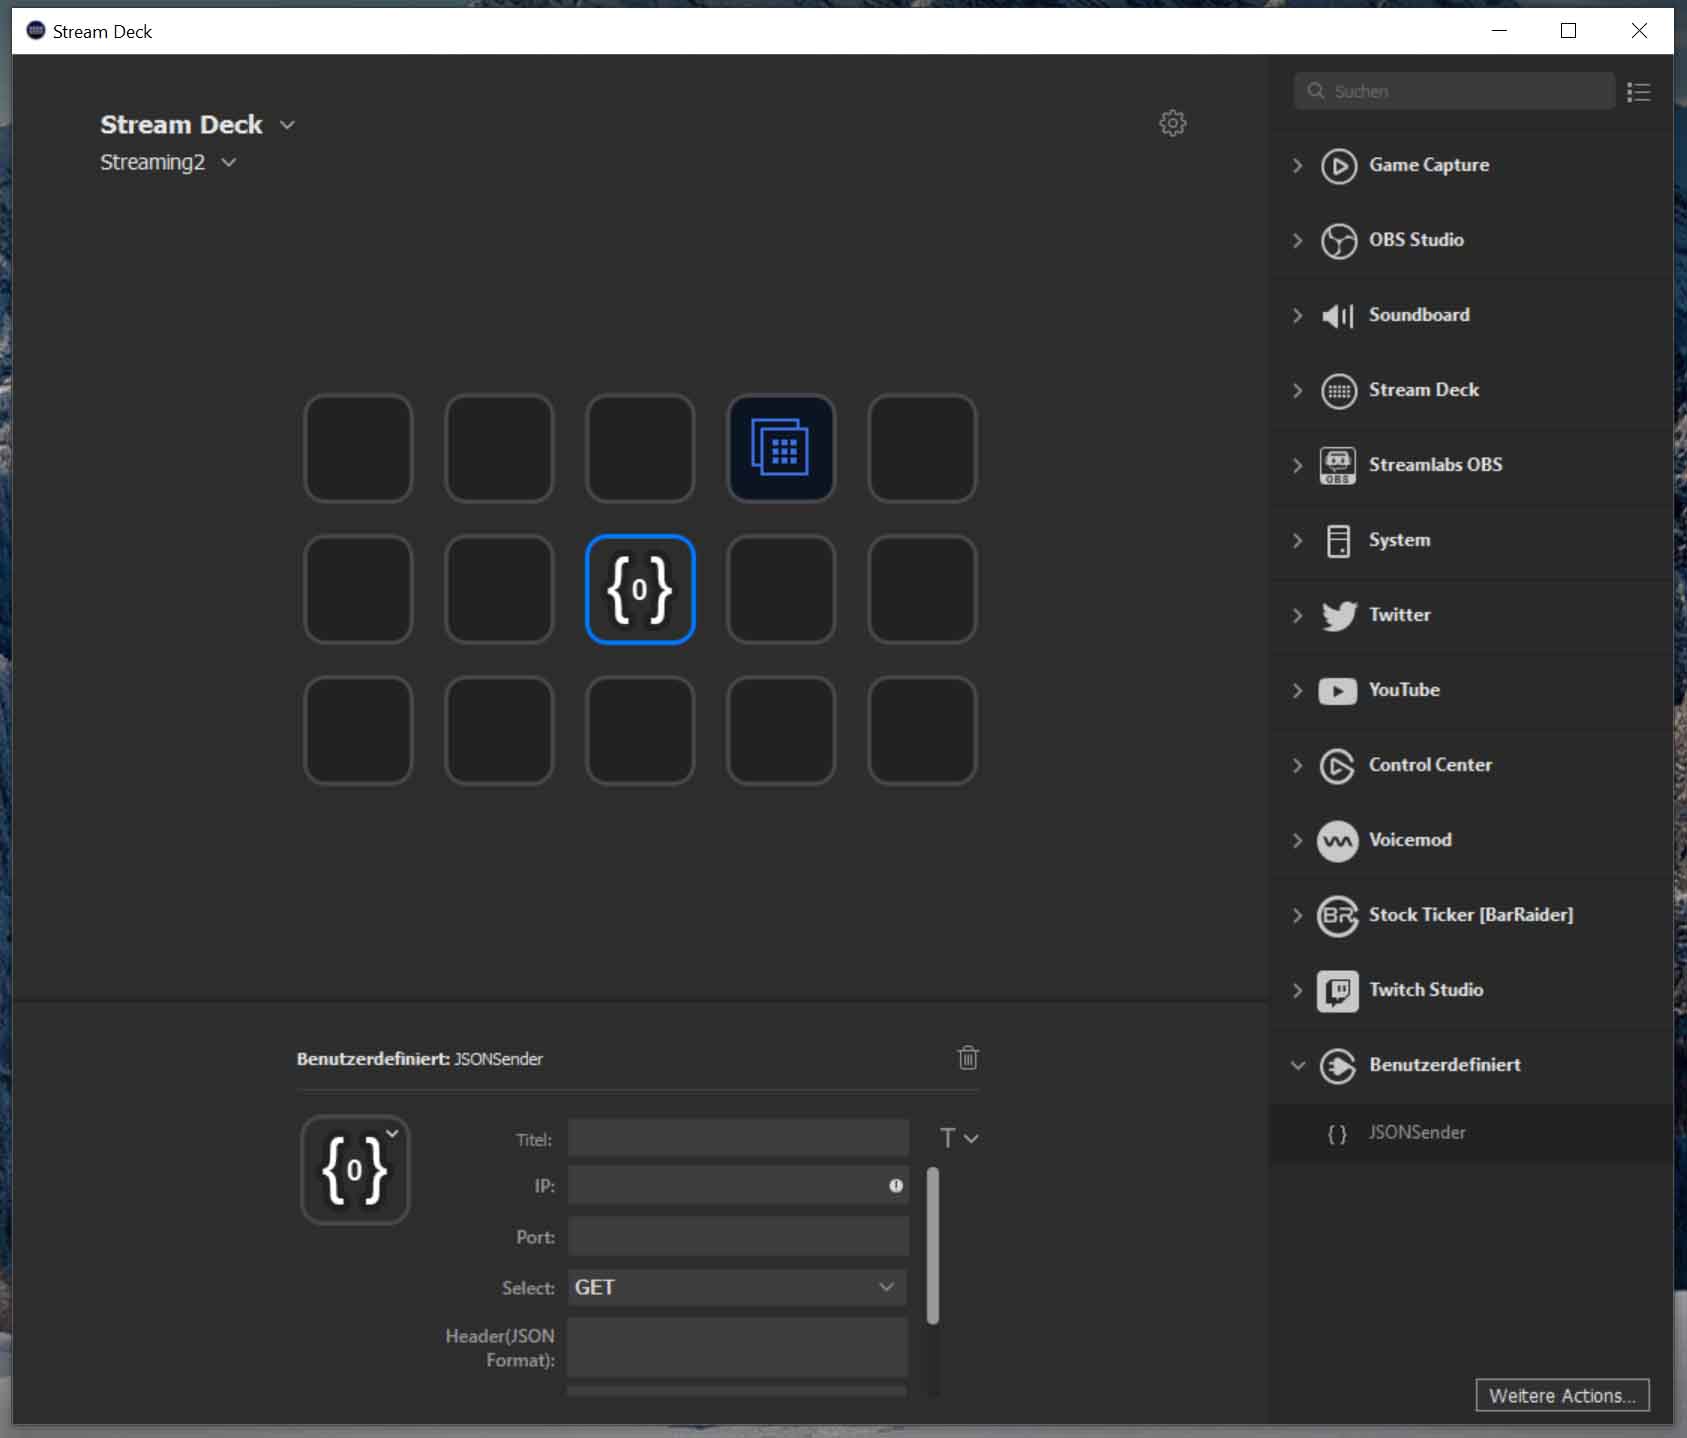 Stream Deck
Stream Deck
Streaming2
{0}
Benutzerdefiniert: JSONSender
{0}
Titel:
T
IP:
Port:
Select: GET
Header(JSON
Format):
Suchen
Game Capture
OBS Studio
Soundboard
Stream Deck
OBS
Streamlabs OBS
System
Twitter
YouTube
Control Center
Voicemod
BR
Stock Ticker [BarRaider]
Twitch Studio
Benutzerdefiniert
{ } JSONSender
Weitere Actions...